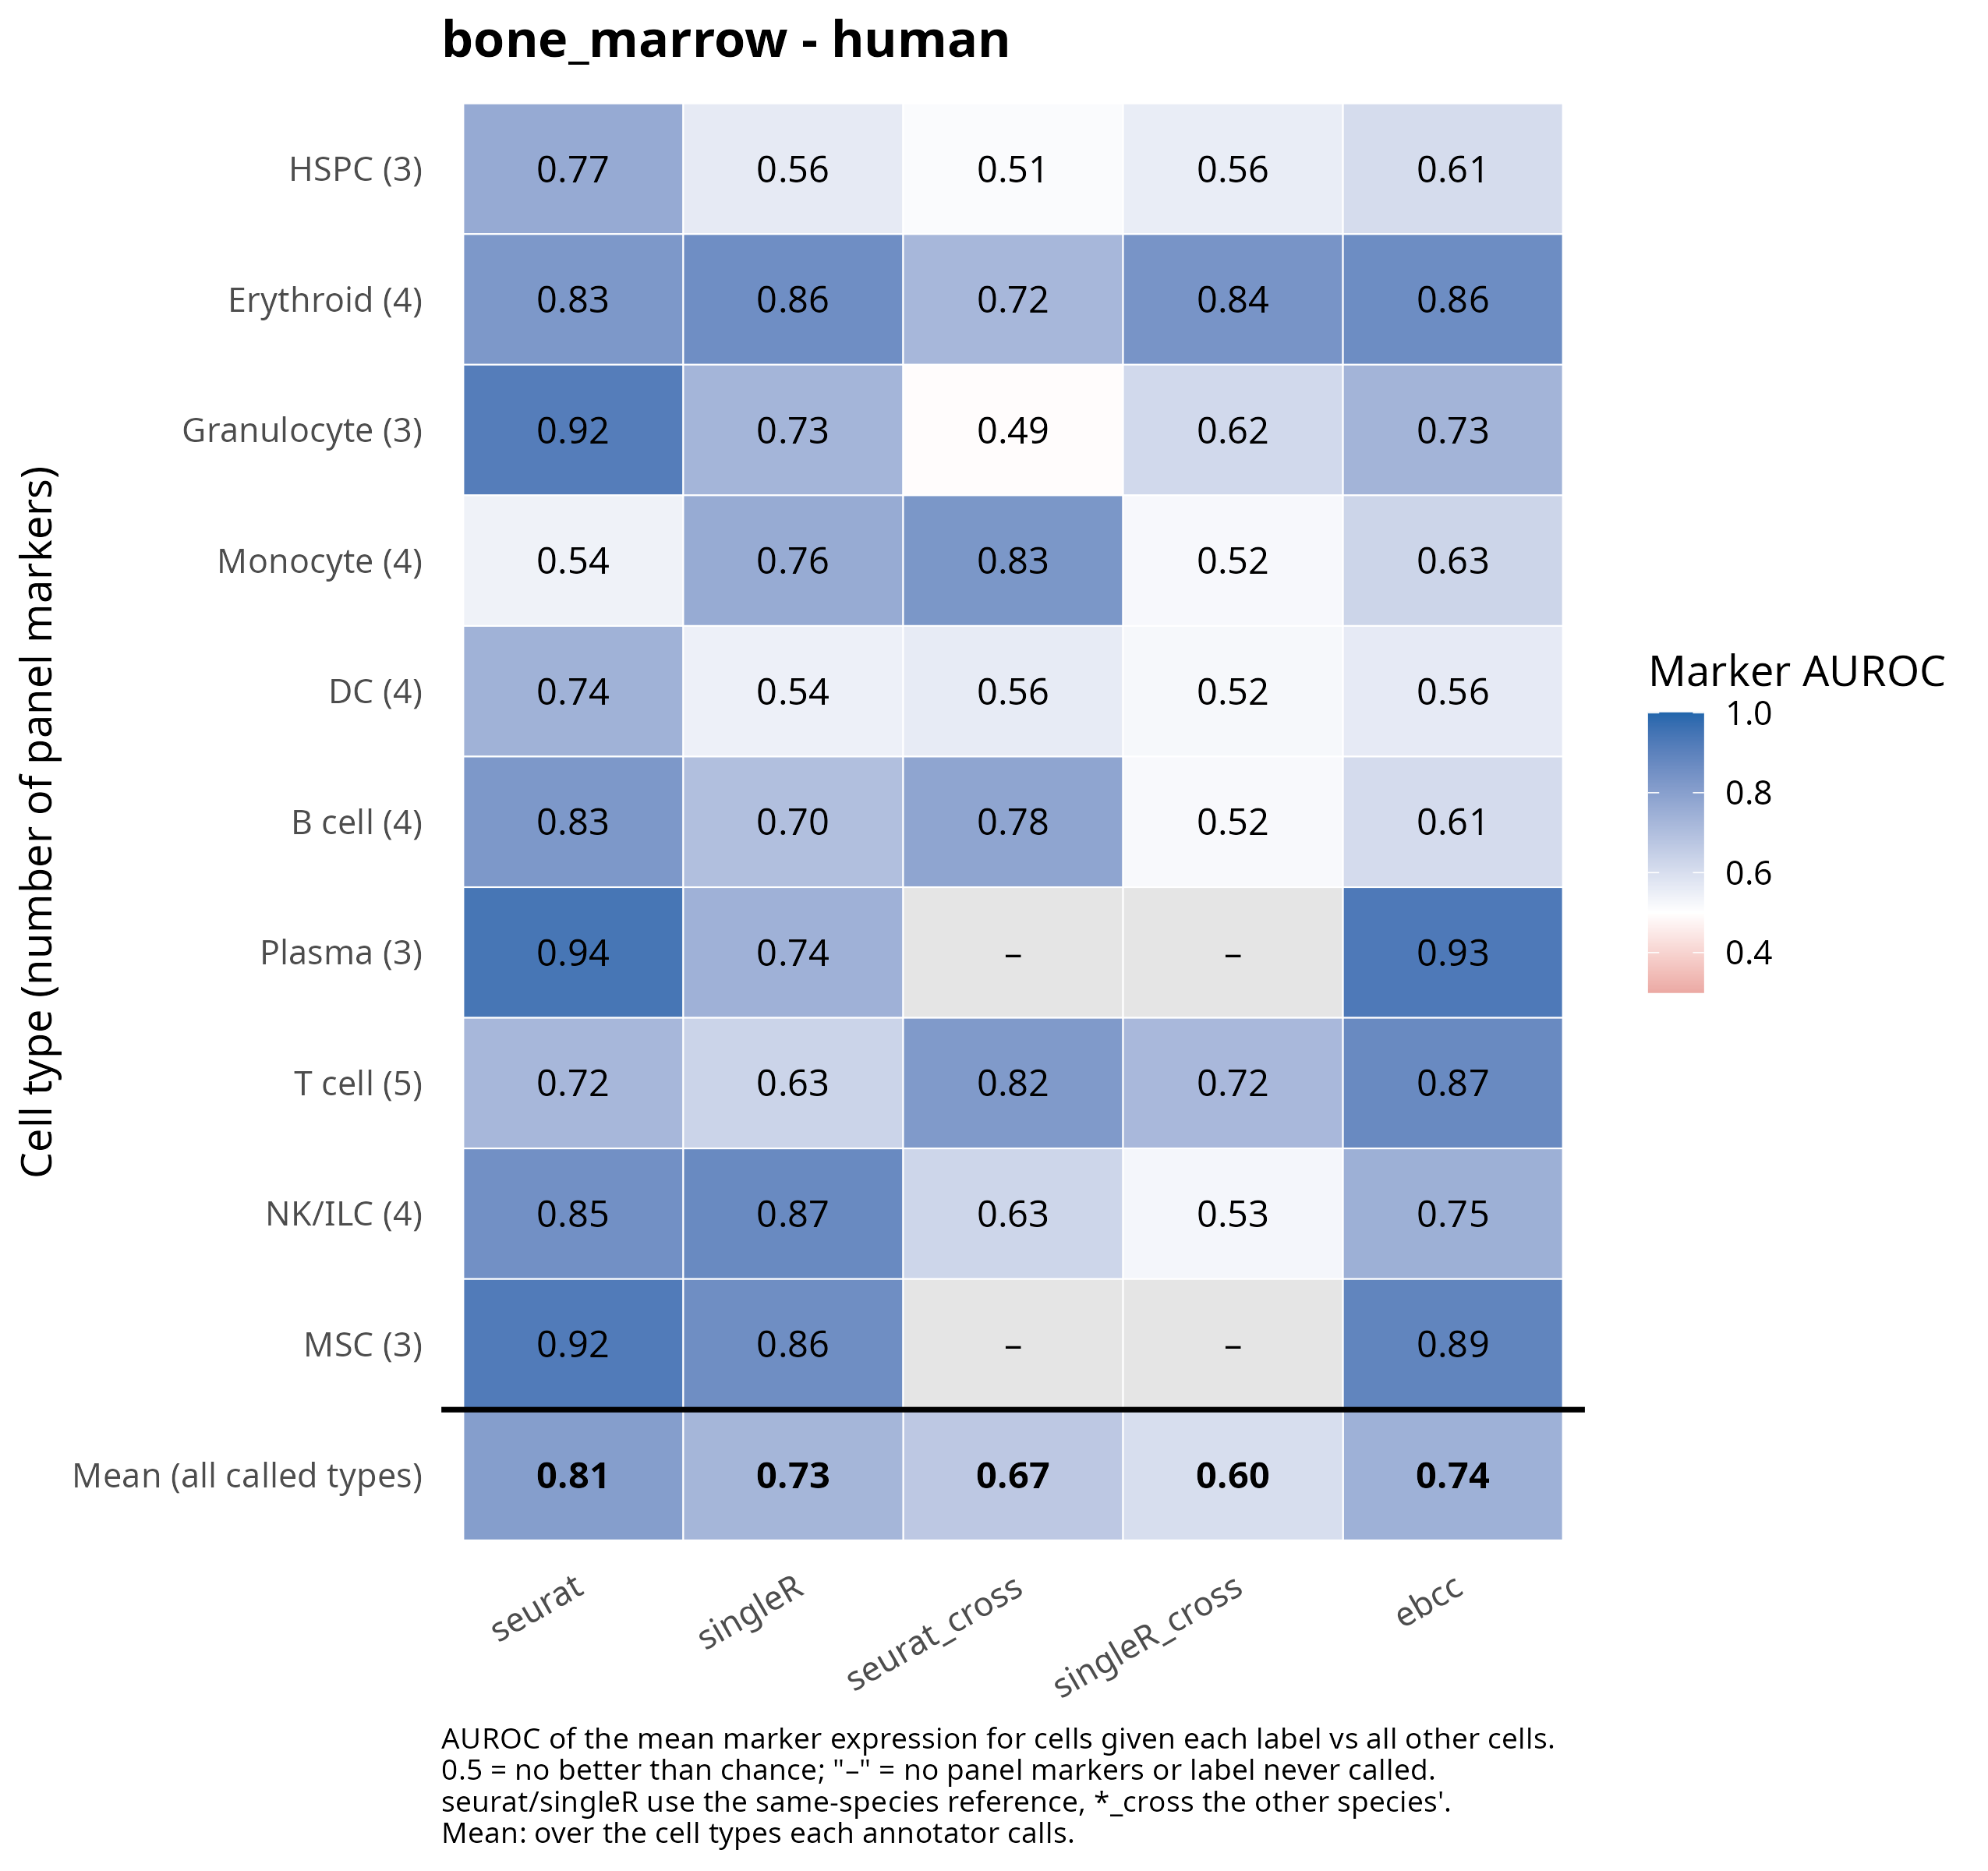 bone_marrow - human
Cell type (number of panel markers)
HSPC (3) 0.77 0.56 0.51 0.56 0.61
Erythroid (4) 0.83 0.86 0.72 0.84 0.86
Granulocyte (3) 0.92 0.73 0.49 0.62 0.73
Monocyte (4) 0.54 0.76 0.83 0.52 0.63
DC (4) 0.74 0.54 0.56 0.52 0.56
B cell (4) 0.83 0.70 0.78 0.52 0.61
Plasma (3) 0.94 0.74 – – 0.93
T cell (5) 0.72 0.63 0.82 0.72 0.87
NK/ILC (4) 0.85 0.87 0.63 0.53 0.75
MSC (3) 0.92 0.86 – – 0.89
Mean (all called types) 0.81 0.73 0.67 0.60 0.74
seurat singleR seurat_cross singleR_cross ebcc
Marker AUROC
1.0
0.8
0.6
0.4
AUROC of the mean marker expression for cells given each label vs all other cells.
0.5 = no better than chance; "–" = no panel markers or label never called.
seurat/singleR use the same-species reference, *_cross the other species'.
Mean: over the cell types each annotator calls.